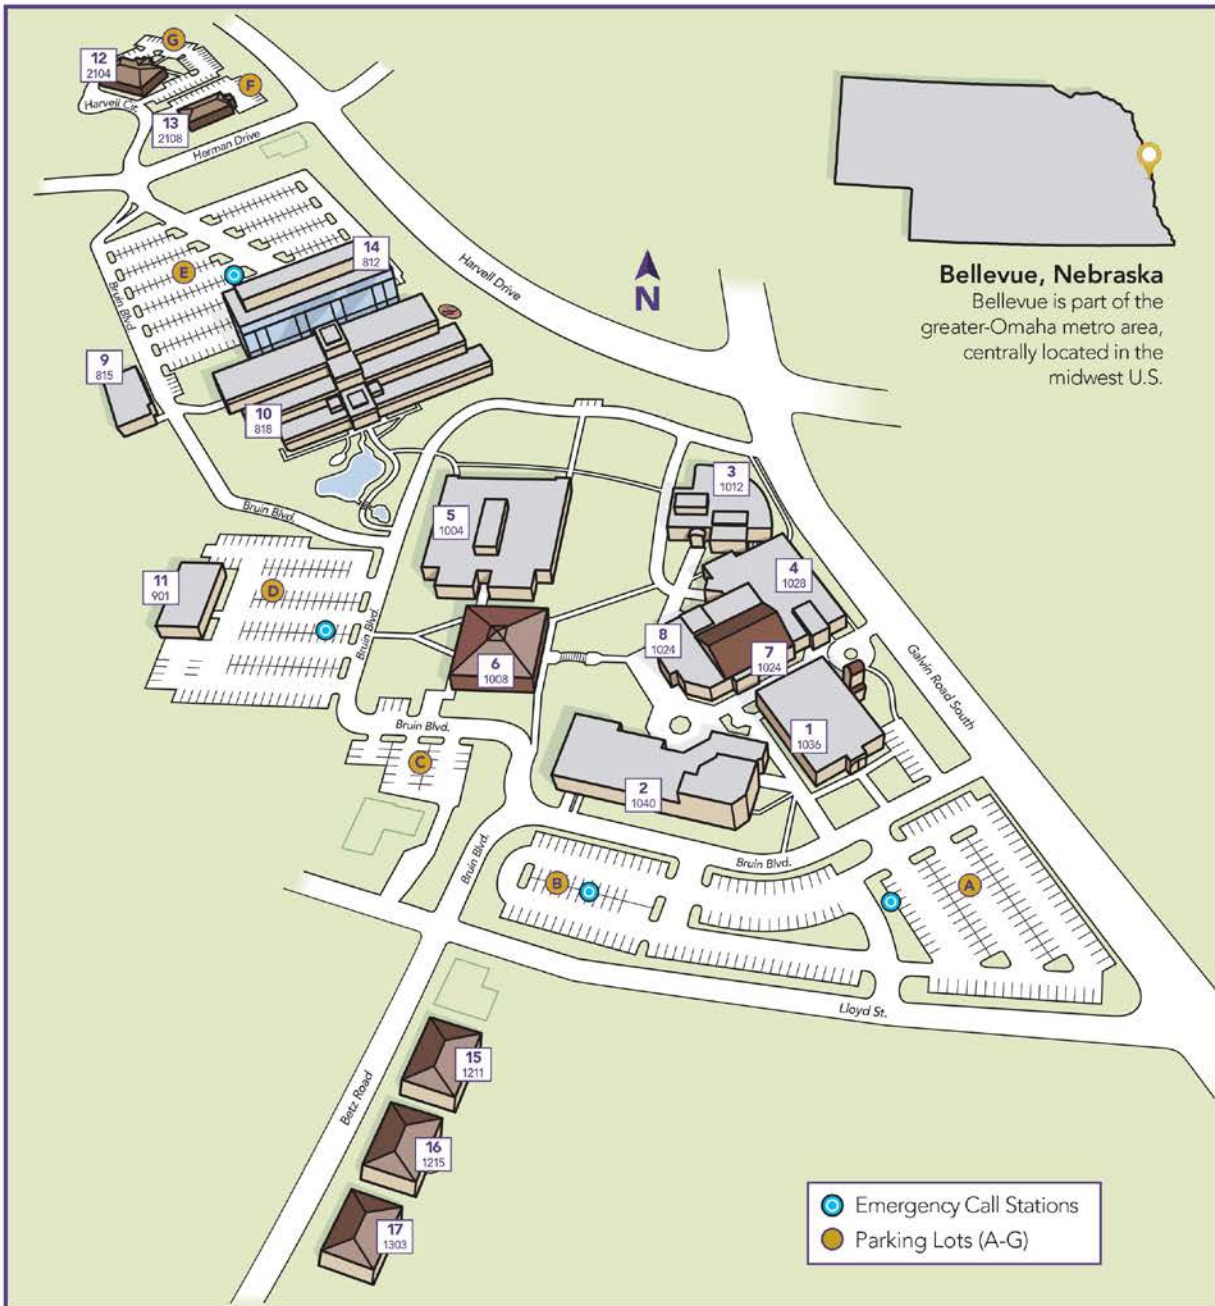 G
12
2104
F
Harvell Cir.
13
2108
Herman Drive
14
812
E
Harvell Drive
N
Bellevue, Nebraska
Bellevue is part of the
greater-Omaha metro area,
centrally located in the
midwest U.S.
Bruin Blvd.
9
815
10
818
3
1012
5
1004
Bruin Blvd.
4
1028
11
901
D
Bruin Blvd.
8
1024
7
1024
6
1008
Galvin Road South
Bruin Blvd.
1
1036
C
2
1040
Bruin Blvd.
Bruin Blvd.
B
A
Lloyd St.
15
1211
Betz Road
16
1215
17
1303
Emergency Call Stations
Parking Lots (A-G)